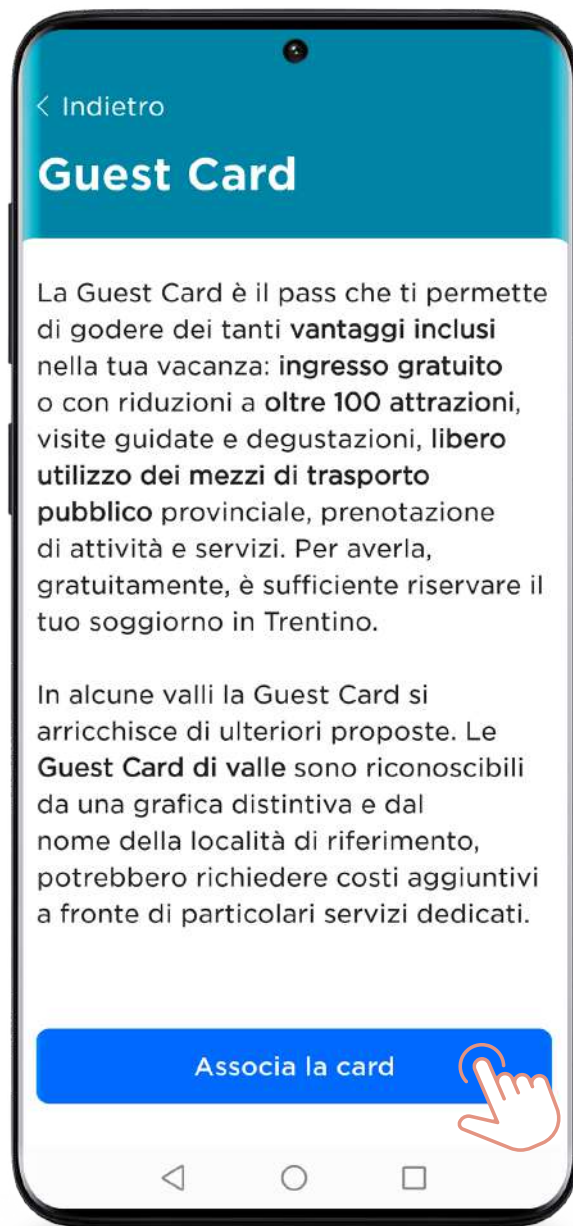 Indietro
Guest Card
La Guest Card è il pass che ti permette
di godere dei tanti vantaggi inclusi
nella tua vacanza: ingresso gratuito
o con riduzioni a oltre 100 attrazioni,
visite guidate e degustazioni, libero
utilizzo dei mezzi di trasporto
pubblico provinciale, prenotazione
di attività e servizi. Per averla,
gratuitamente, è sufficiente riservare il
tuo soggiorno in Trentino.
In alcune valli la Guest Card si
arricchisce di ulteriori proposte. Le
Guest Card di valle sono riconoscibili
da una grafica distintiva e dal
nome della località di riferimento,
potrebbero richiedere costi aggiuntivi
a fronte di particolari servizi dedicati.
Associa la card